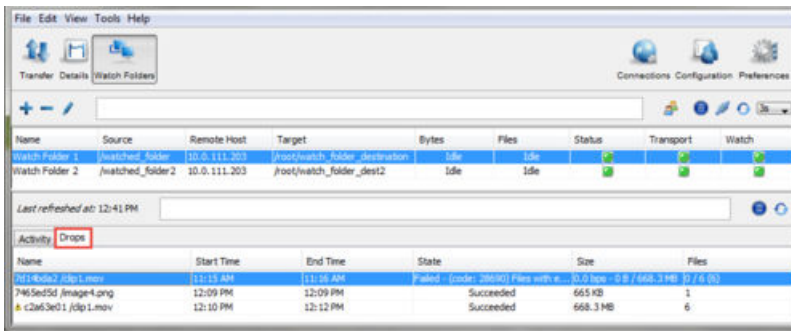 File Edit View Tools Help
Transfer Details Watch Folders Connections Configuration Preferences
3s
Name Source Remote Host Target Bytes Files Status Transport Watch
Watch Folder 1 /watched_folder 10.0.111.203 /root/watch_folder_destination Idle Idle
Watch Folder 2 /watched_folder2 10.0.111.203 /root/watch_folder_dest2 Idle Idle
Last refreshed at: 12:41 PM
Activity Drops
Name Start Time End Time State Size Files
7d14bda2 /clip1.mov 11:15 AM 11:16 AM Failed - (code: 28690) Files with e... 0.0 bps - 0 B / 668.3 MB 0 / 6 (6)
7465ed5d /image4.png 12:09 PM 12:09 PM Succeeded 665 KB 1
c2a63e01 /clip1.mov 12:10 PM 12:12 PM Succeeded 668.3 MB 6